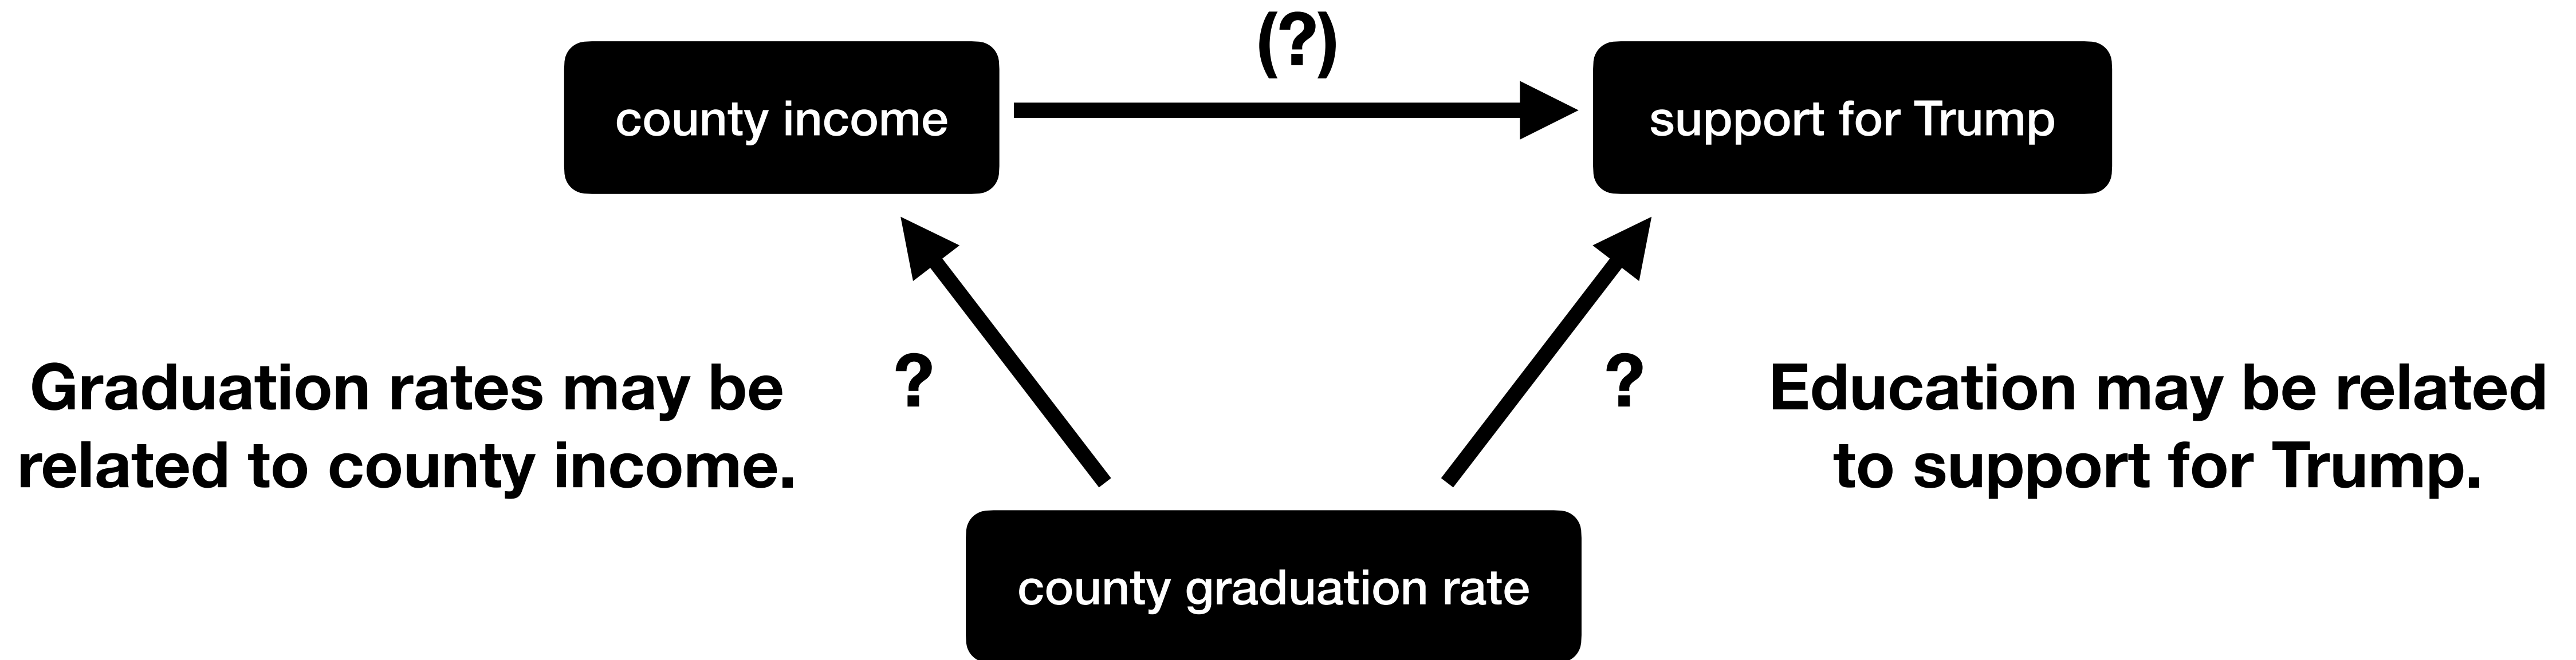 (?)
county income
support for Trump
Graduation rates may be
related to county income.
?
?
Education may be related
to support for Trump.
county graduation rate